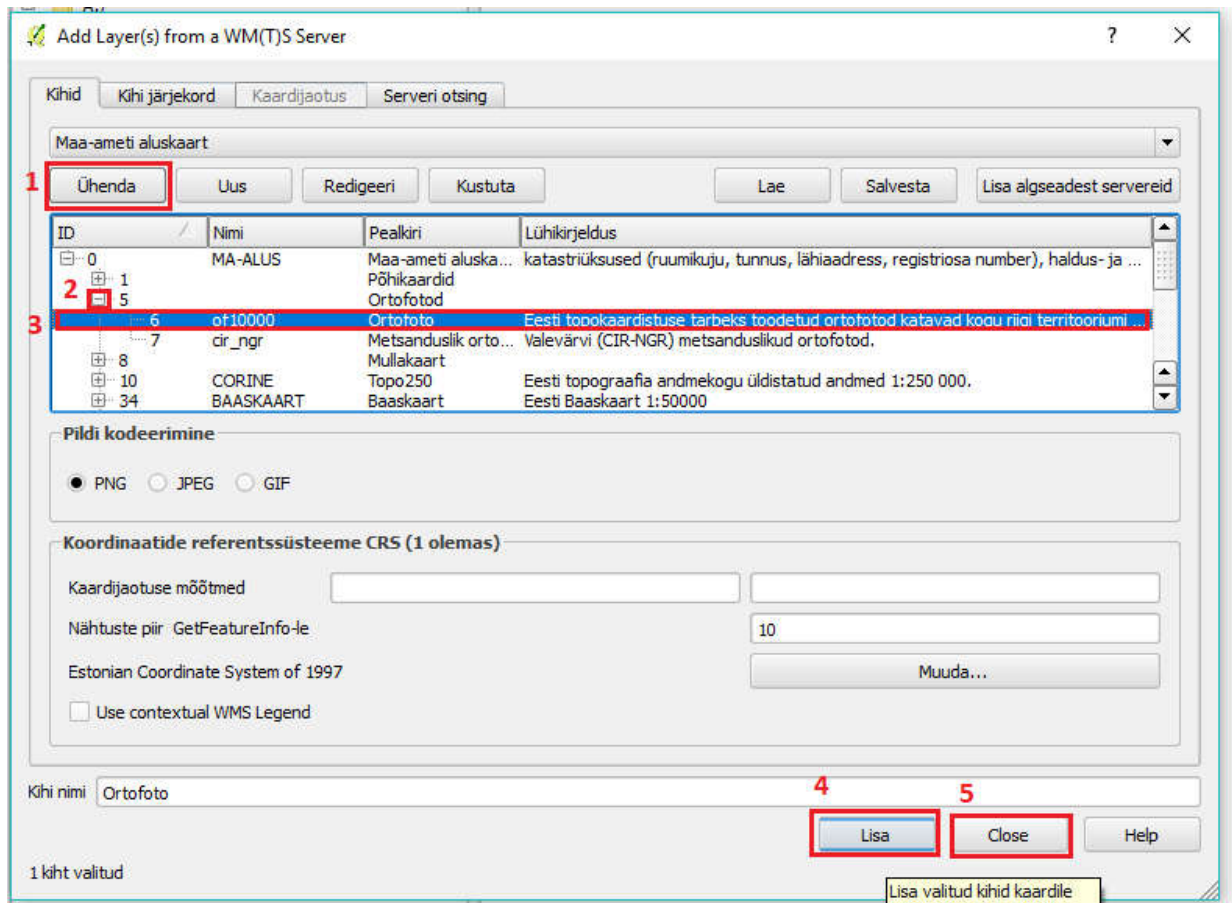 Add Layer(s) from a WM(T)S Server ? X
Kihid Kihi järjekord Kaardijaotus Serveri otsing
Maa-ameti aluskaart
1 Ühenda Uus Redigeeri Kustuta Lae Salvesta Lisa algseadest servereid
ID Nimi Pealkiri Lühikirjeldus
0 MA-ALUS Maa-ameti aluska... katastriüksused (ruumikuju, tunnus, lähiaadress, registriosa number), haldus- ja ...
1 Põhikaardid
2 5 Ortofotod
3 6 of10000 Ortofoto Eesti topokaardistuse tarbeks toodetud ortofotod katavad kogu riigi territooriumi ...
7 cir_ngr Metsanduslik orto... Valevärvi (CIR-NGR) metsanduslikud ortofotod.
8 Mullakaart
10 CORINE Topo250 Eesti topograafia andmekogu üldistatud andmed 1:250 000.
34 BAASKAART Baaskaart Eesti Baaskaart 1:50000
Pildi kodeerimine
PNG JPEG GIF
Koordinaatide referentssüsteeme CRS (1 olemas)
Kaardijaotuse mõõtmed
Nähtuste piir GetFeatureInfo-le 10
Estonian Coordinate System of 1997 Muuda...
Use contextual WMS Legend
Kihi nimi Ortofoto
4 5
Lisa Close Help
1 kiht valitud
Lisa valitud kihid kaardile